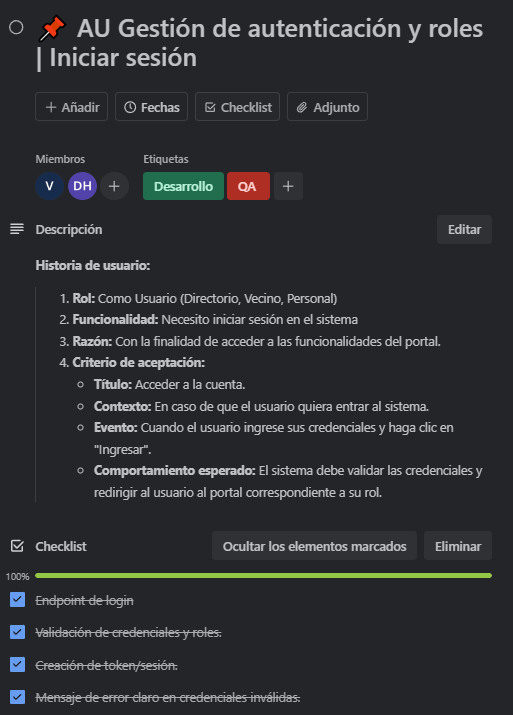 📌 AU Gestión de autenticación y roles
| Iniciar sesión
+ Añadir
Fechas
Checklist
Adjunto
Miembros
Etiquetas
V
DH
+
Desarrollo
QA
+
Descripción
Editar
Historia de usuario:
1. Rol: Como Usuario (Directorio, Vecino, Personal)
2. Funcionalidad: Necesito iniciar sesión en el sistema
3. Razón: Con la finalidad de acceder a las funcionalidades del portal.
4. Criterio de aceptación:
Título: Acceder a la cuenta.
Contexto: En caso de que el usuario quiera entrar al sistema.
Evento: Cuando el usuario ingrese sus credenciales y haga clic en
"Ingresar".
Comportamiento esperado: El sistema debe validar las credenciales y
redirigir al usuario al portal correspondiente a su rol.
Checklist
Ocultar los elementos marcados
Eliminar
100%
Endpoint de login
Validación de credenciales y roles.
Creación de token/sesión.
Mensaje de error claro en credenciales inválidas.